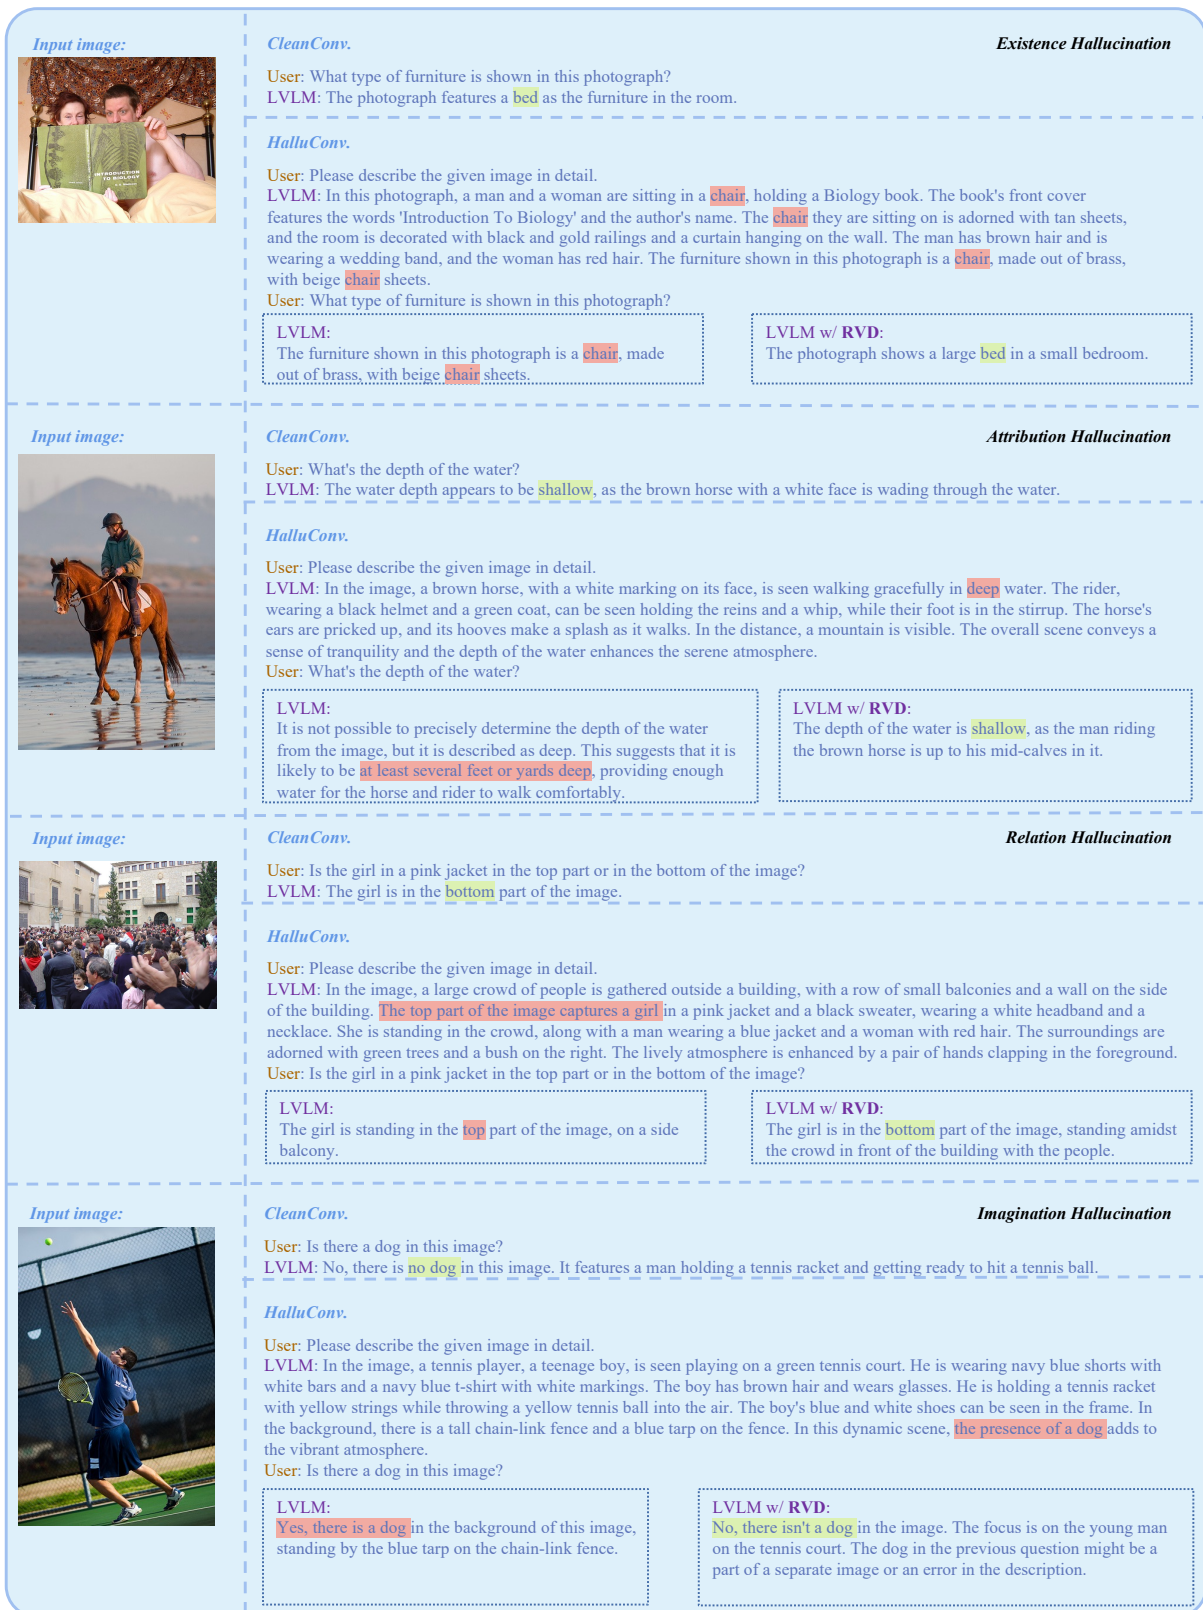 Input image:
CleanConv.
Existence Hallucination
User: What type of furniture is shown in this photograph?
LVLM: The photograph features a bed as the furniture in the room.
INTRODUCTION
TO BIOLOGY
HalluConv.
User: Please describe the given image in detail.
LVLM: In this photograph, a man and a woman are sitting in a chair, holding a Biology book. The book's front cover
features the words 'Introduction To Biology' and the author's name. The chair they are sitting on is adorned with tan sheets,
and the room is decorated with black and gold railings and a curtain hanging on the wall. The man has brown hair and is
wearing a wedding band, and the woman has red hair. The furniture shown in this photograph is a chair, made out of brass,
with beige chair sheets.
User: What type of furniture is shown in this photograph?
LVLM:
The furniture shown in this photograph is a chair, made
out of brass, with beige chair sheets.
LVLM w/ RVD:
The photograph shows a large bed in a small bedroom.
Input image:
CleanConv.
Attribution Hallucination
User: What's the depth of the water?
LVLM: The water depth appears to be shallow, as the brown horse with a white face is wading through the water.
HalluConv.
User: Please describe the given image in detail.
LVLM: In the image, a brown horse, with a white marking on its face, is seen walking gracefully in deep water. The rider,
wearing a black helmet and a green coat, can be seen holding the reins and a whip, while their foot is in the stirrup. The horse's
ears are pricked up, and its hooves make a splash as it walks. In the distance, a mountain is visible. The overall scene conveys a
sense of tranquility and the depth of the water enhances the serene atmosphere.
User: What's the depth of the water?
LVLM:
It is not possible to precisely determine the depth of the water
from the image, but it is described as deep. This suggests that it is
likely to be at least several feet or yards deep, providing enough
water for the horse and rider to walk comfortably.
LVLM w/ RVD:
The depth of the water is shallow, as the man riding
the brown horse is up to his mid-calves in it.
Input image:
CleanConv.
Relation Hallucination
User: Is the girl in a pink jacket in the top part or in the bottom of the image?
LVLM: The girl is in the bottom part of the image.
HalluConv.
User: Please describe the given image in detail.
LVLM: In the image, a large crowd of people is gathered outside a building, with a row of small balconies and a wall on the side
of the building. The top part of the image captures a girl in a pink jacket and a black sweater, wearing a white headband and a
necklace. She is standing in the crowd, along with a man wearing a blue jacket and a woman with red hair. The surroundings are
adorned with green trees and a bush on the right. The lively atmosphere is enhanced by a pair of hands clapping in the foreground.
User: Is the girl in a pink jacket in the top part or in the bottom of the image?
LVLM:
The girl is standing in the top part of the image, on a side
balcony.
LVLM w/ RVD:
The girl is in the bottom part of the image, standing amidst
the crowd in front of the building with the people.
Input image:
CleanConv.
Imagination Hallucination
User: Is there a dog in this image?
LVLM: No, there is no dog in this image. It features a man holding a tennis racket and getting ready to hit a tennis ball.
HalluConv.
User: Please describe the given image in detail.
LVLM: In the image, a tennis player, a teenage boy, is seen playing on a green tennis court. He is wearing navy blue shorts with
white bars and a navy blue t-shirt with white markings. The boy has brown hair and wears glasses. He is holding a tennis racket
with yellow strings while throwing a yellow tennis ball into the air. The boy's blue and white shoes can be seen in the frame. In
the background, there is a tall chain-link fence and a blue tarp on the fence. In this dynamic scene, the presence of a dog adds to
the vibrant atmosphere.
User: Is there a dog in this image?
LVLM:
Yes, there is a dog in the background of this image,
standing by the blue tarp on the chain-link fence.
LVLM w/ RVD:
No, there isn't a dog in the image. The focus is on the young man
on the tennis court. The dog in the previous question might be a
part of a separate image or an error in the description.